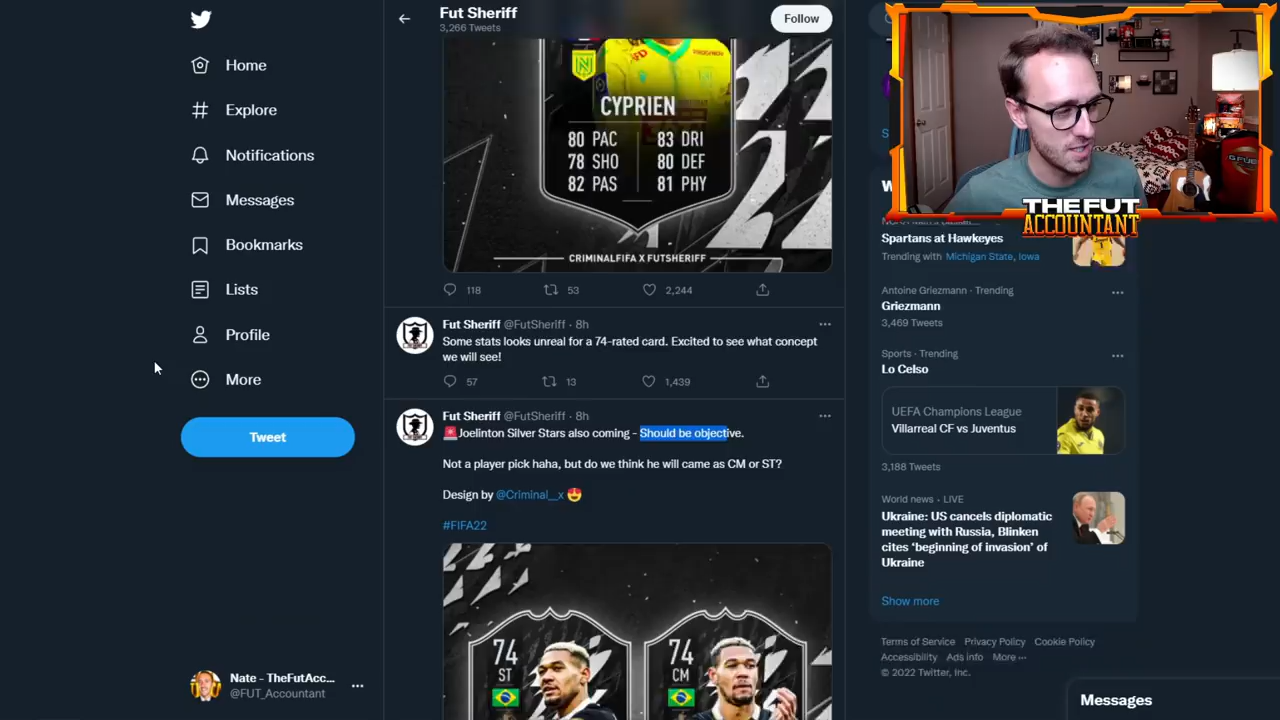 Home
Explore
Notifications
Messages
Bookmarks
Lists
Profile
More
Tweet
Nate - TheFutAcc...
@FUT_Accountant
Fut Sheriff
3,266 Tweets
Follow
CYPRIEN
80 PAC 83 DRI
78 SHO 80 DEF
82 PAS 81 PHY
CRIMINALFIFA X FUTSHERIFF
118 53 2,244
Fut Sheriff @FutSheriff · 8h
Some stats looks unreal for a 74-rated card. Excited to see what concept
we will see!
57 13 1,439
Fut Sheriff @FutSheriff · 8h
🚨Joelinton Silver Stars also coming - Should be objective.
Not a player pick haha, but do we think he will came as CM or ST?
Design by @Criminal__x 😍
#FIFA22
74 74
ST CM
THE FUT
ACCOUNTANT
Spartans at Hawkeyes
Trending with Michigan State, Iowa
Antoine Griezmann · Trending
Griezmann
3,469 Tweets
Sports · Trending
Lo Celso
UEFA Champions League
Villarreal CF vs Juventus
3,188 Tweets
World news · LIVE
Ukraine: US cancels diplomatic
meeting with Russia, Blinken
cites ‘beginning of invasion’ of
Ukraine
Show more
Terms of Service Privacy Policy Cookie Policy
Accessibility Ads info More ···
© 2022 Twitter, Inc.
Messages